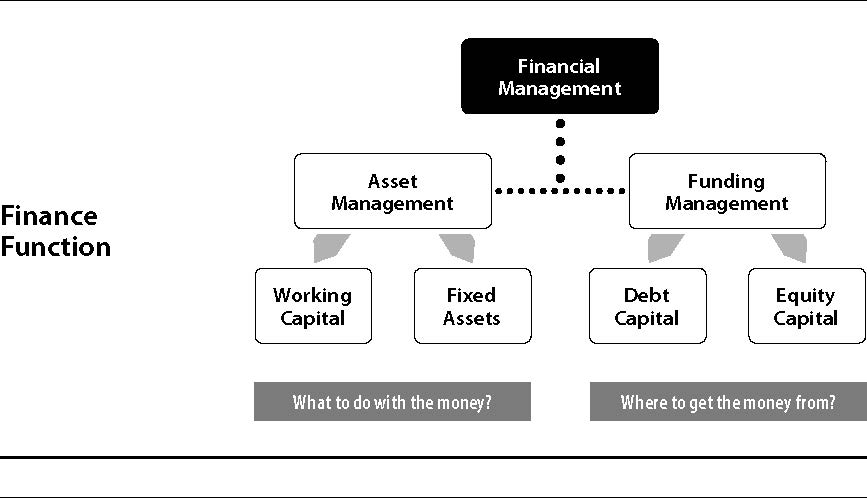 Financial
Management
Asset
Management
Funding
Management
Finance
Function
Working
Capital
Fixed
Assets
Debt
Capital
Equity
Capital
What to do with the money?
Where to get the money from?